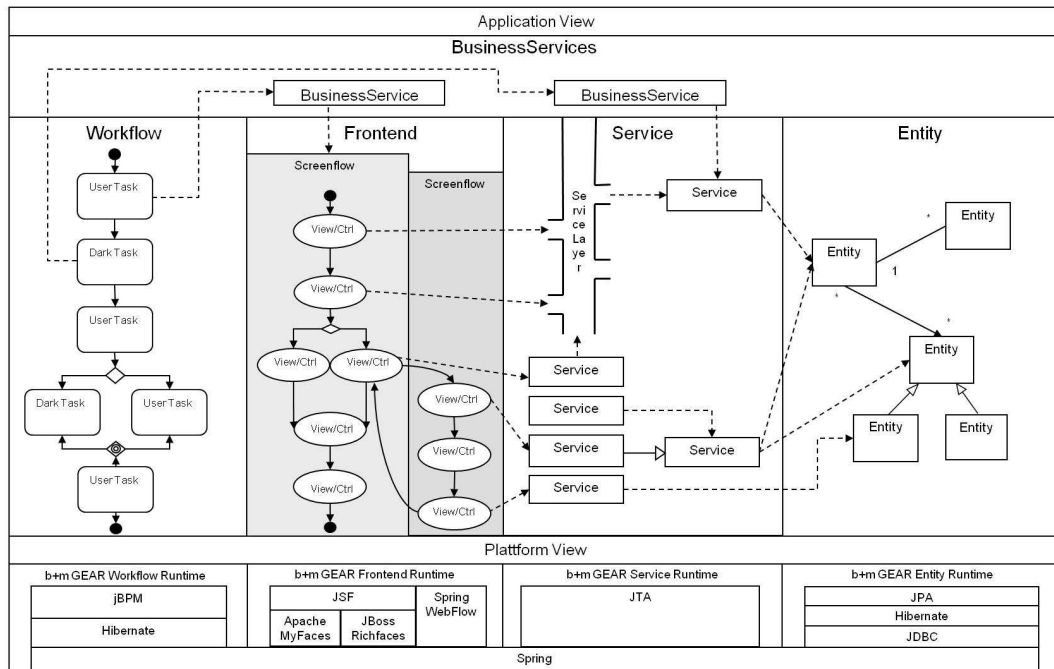 Application View
BusinessServices
BusinessService
BusinessService
Workflow
Frontend
Service
Entity
UserTask
DarkTask
UserTask
DarkTask
UserTask
UserTask
Screenflow
View/Ctrl
View/Ctrl
View/Ctrl
View/Ctrl
View/Ctrl
View/Ctrl
Screenflow
View/Ctrl
View/Ctrl
View/Ctrl
Se
rvi
ce
La
ye
r
Service
Service
Service
Service
Service
Service
Entity
*
Entity
1
*
*
Entity
Entity
Entity
Plattform View
b+m GEAR Workflow Runtime
jBPM
Hibernate
b+m GEAR Frontend Runtime
JSF
Spring
WebFlow
Apache
MyFaces
JBoss
Richfaces
b+m GEAR Service Runtime
JTA
b+m GEAR Entity Runtime
JPA
Hibernate
JDBC
Spring